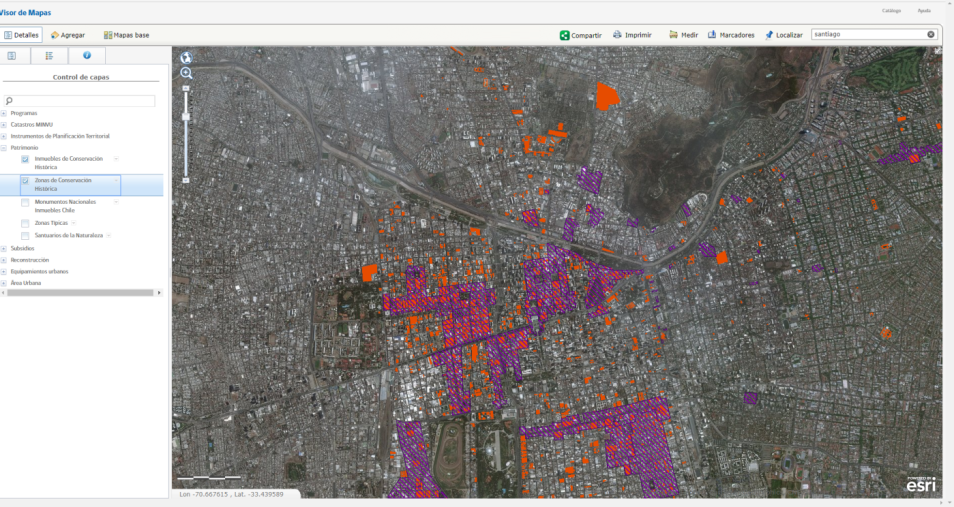 Visor de Mapas
Catálogo Ayuda
Detalles Agregar Mapas base Compartir Imprimir Medir Marcadores Localizar santiago
Control de capas
Programas
Catastros MINVU
Instrumentos de Planificación Territorial
Patrimonio
Inmuebles de Conservación
Histórica
Zonas de Conservación
Histórica
Monumentos Nacionales
Inmuebles Chile
Zonas Típicas
Santuarios de la Naturaleza
Subsidios
Reconstrucción
Equipamientos urbanos
Área Urbana
Lon -70.667615 , Lat. -33.439589
POWERED BY
esri